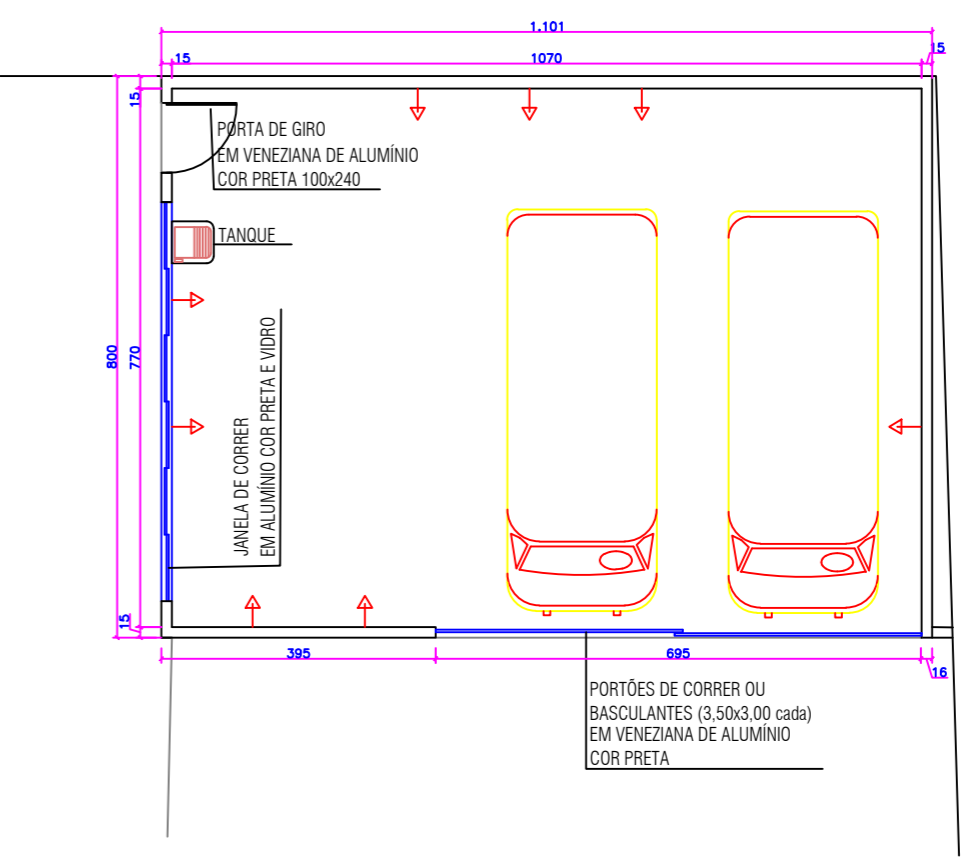 1.101
15
1070
15
15
PORTA DE GIRO
EM VENEZIANA DE ALUMÍNIO
COR PRETA 100x240
TANQUE
800
770
JANELA DE CORRER
EM ALUMÍNIO COR PRETA E VIDRO
15
395
695
16
PORTÕES DE CORRER OU
BASCULANTES (3,50x3,00 cada)
EM VENEZIANA DE ALUMÍNIO
COR PRETA